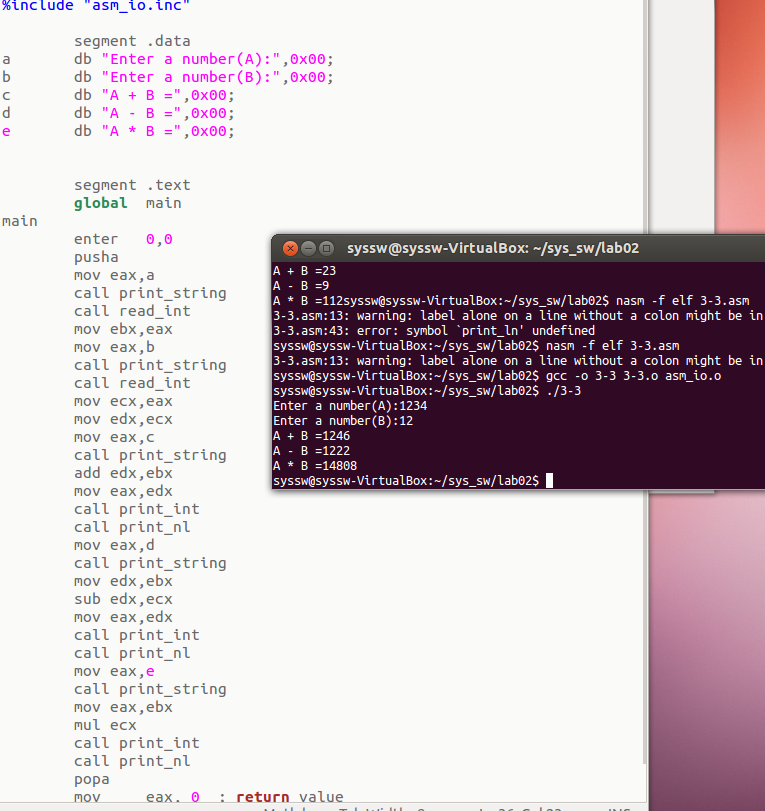 %include "asm_io.inc"
segment .data
a db "Enter a number(A):",0x00;
b db "Enter a number(B):",0x00;
c db "A + B =",0x00;
d db "A - B =",0x00;
e db "A * B =",0x00;
segment .text
global main
main
enter 0,0
pusha
mov eax,a
call print_string
call read_int
mov ebx,eax
mov eax,b
call print_string
call read_int
mov ecx,eax
mov edx,ecx
mov eax,c
call print_string
add edx,ebx
mov eax,edx
call print_int
call print_nl
mov eax,d
call print_string
mov edx,ebx
sub edx,ecx
mov eax,edx
call print_int
call print_nl
mov eax,e
call print_string
mov eax,ebx
mul ecx
call print_int
call print_nl
popa
mov eax, 0 ; return value
syssw@syssw-VirtualBox: ~/sys_sw/lab02
A + B =23
A - B =9
A * B =112syssw@syssw-VirtualBox:~/sys_sw/lab02$ nasm -f elf 3-3.asm
3-3.asm:13: warning: label alone on a line without a colon might be in
3-3.asm:43: error: symbol `print_ln' undefined
syssw@syssw-VirtualBox:~/sys_sw/lab02$ nasm -f elf 3-3.asm
3-3.asm:13: warning: label alone on a line without a colon might be in
syssw@syssw-VirtualBox:~/sys_sw/lab02$ gcc -o 3-3 3-3.o asm_io.o
syssw@syssw-VirtualBox:~/sys_sw/lab02$ ./3-3
Enter a number(A):1234
Enter a number(B):12
A + B =1246
A - B =1222
A * B =14808
syssw@syssw-VirtualBox:~/sys_sw/lab02$